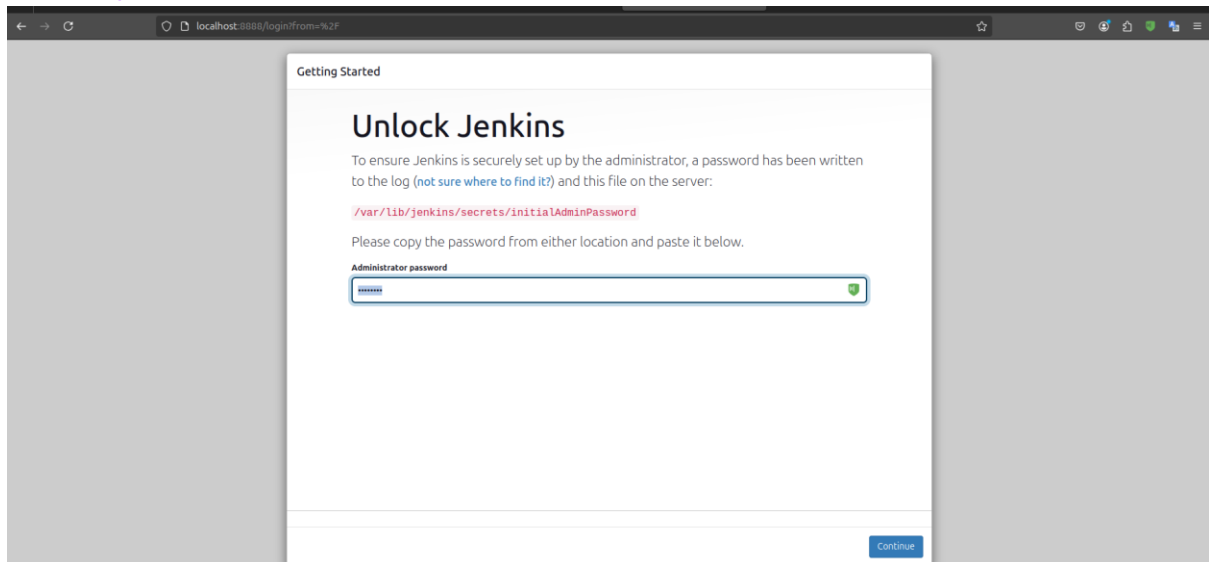 localhost:8888/login?from=%2F
Getting Started
Unlock Jenkins
To ensure Jenkins is securely set up by the administrator, a password has been written
to the log (not sure where to find it?) and this file on the server:
/var/lib/jenkins/secrets/initialAdminPassword
Please copy the password from either location and paste it below.
Administrator password
••••••••
Continue